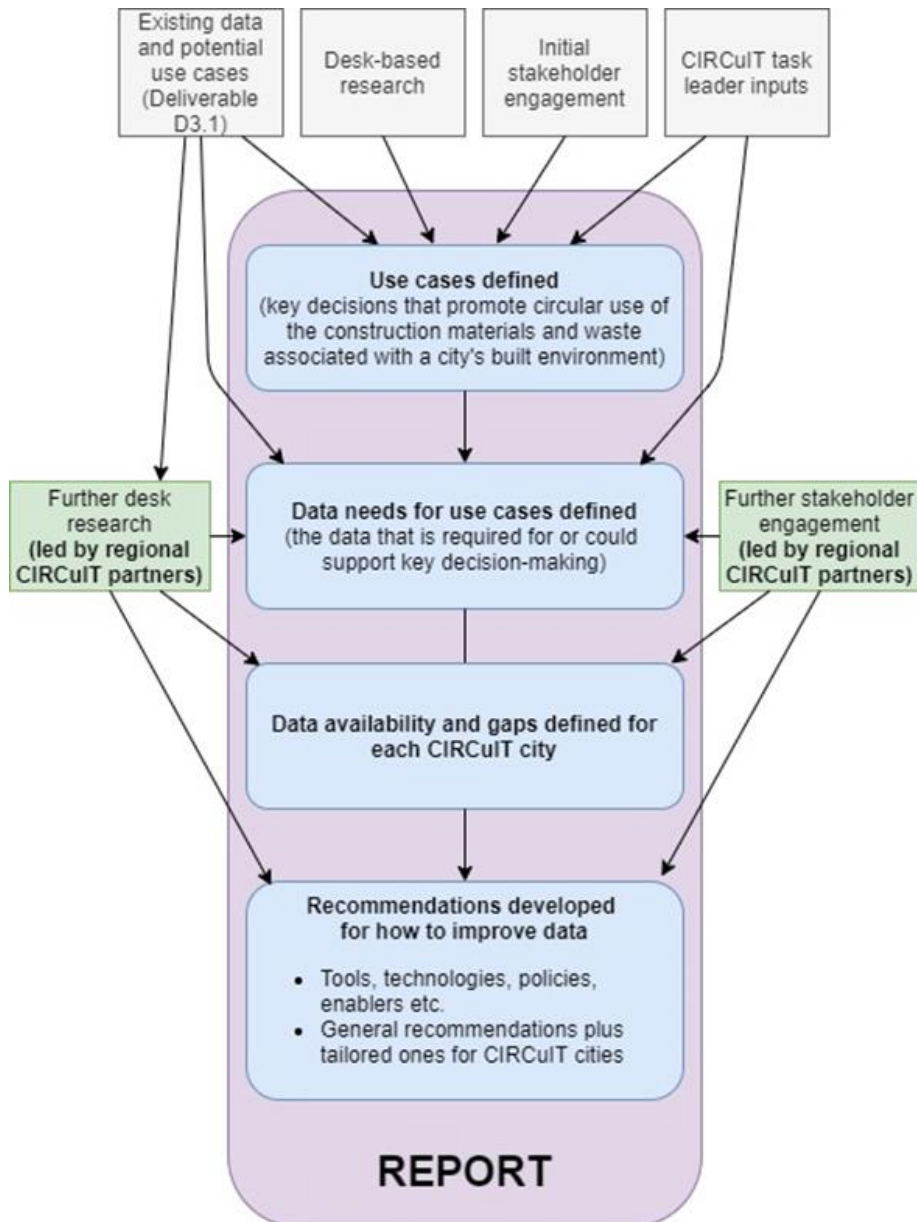 Existing data
and potential
use cases
(Deliverable
D3.1)
Desk-based
research
Initial
stakeholder
engagement
CIRCuIT task
leader inputs
Use cases defined
(key decisions that promote circular use of
the construction materials and waste
associated with a city's built environment)
Further desk
research
(led by regional
CIRCuIT partners)
Data needs for use cases defined
(the data that is required for or could
support key decision-making)
Further stakeholder
engagement
(led by regional
CIRCuIT partners)
Data availability and gaps defined for
each CIRCuIT city
Recommendations developed
for how to improve data
• Tools, technologies, policies,
enablers etc.
• General recommendations plus
tailored ones for CIRCuIT cities
REPORT